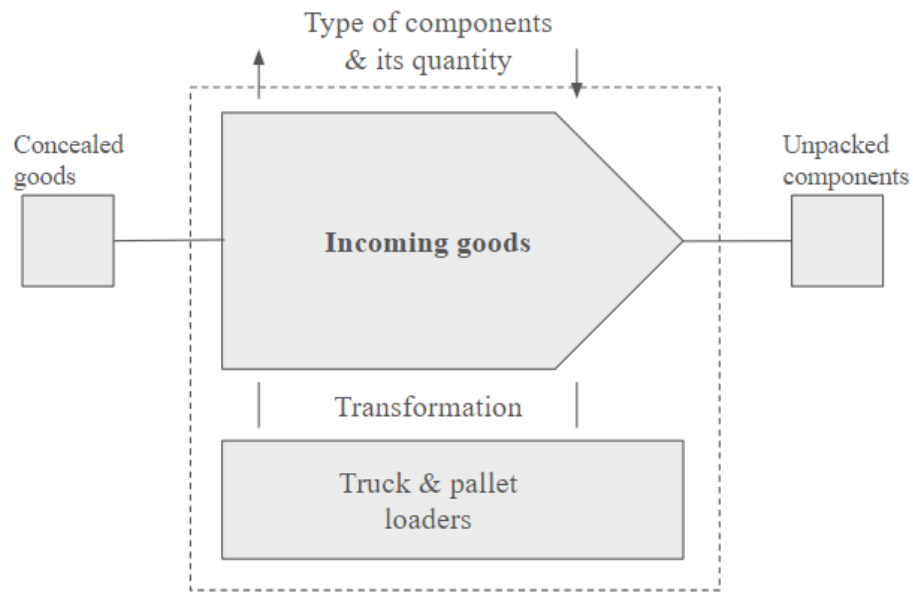 Type of components
& its quantity
Concealed
goods
Unpacked
components
Incoming goods
Transformation
Truck & pallet
loaders